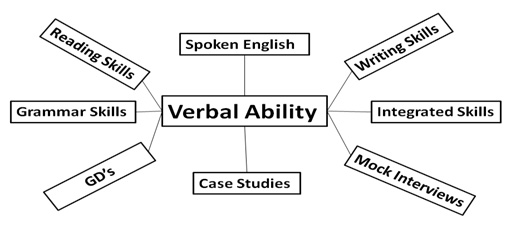 Reading Skills
Spoken English
Writing Skills
Grammar Skills
Verbal Ability
Integrated Skills
GD's
Case Studies
Mock Interviews